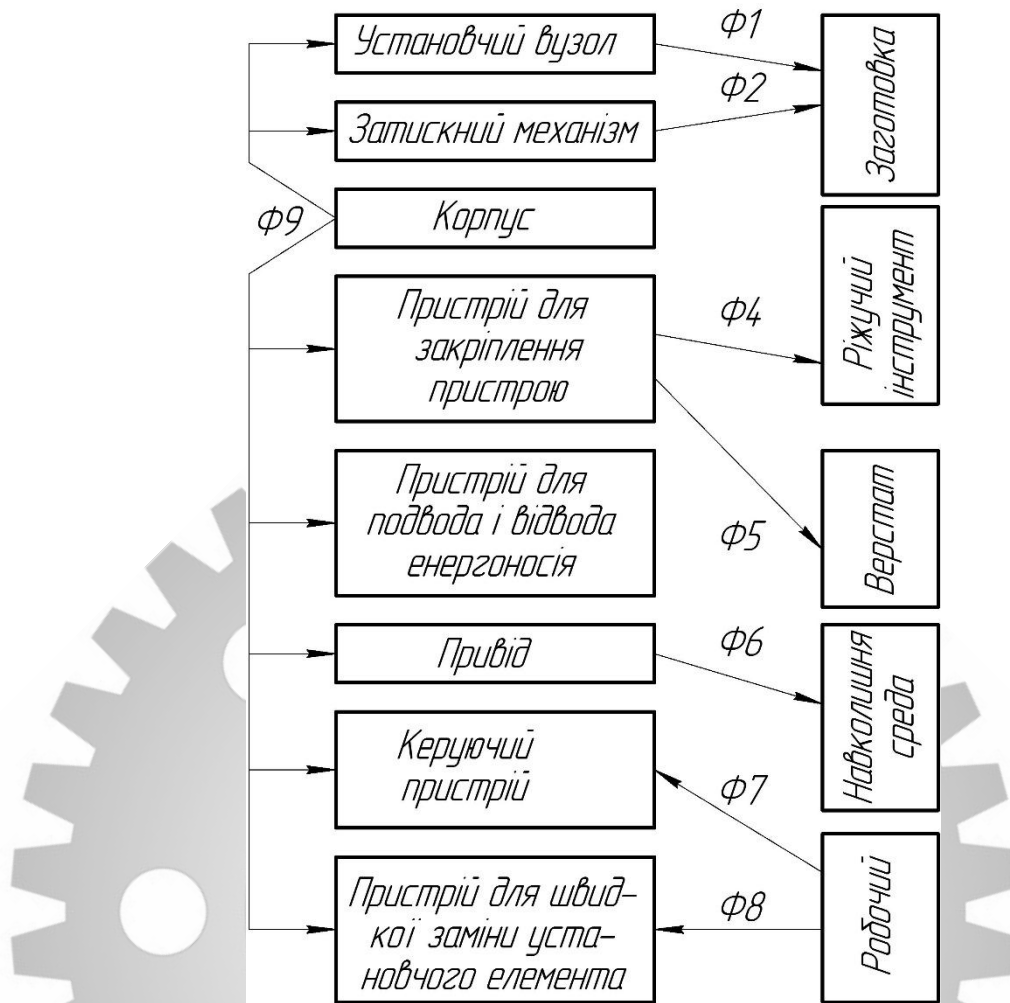 Установчий вузол
Ф1
Заготовка
Ф2
Затискний механізм
Ф9
Корпус
Ріжучий
інструмент
Пристрій для
закріплення
пристрою
Ф4
Пристрій для
подвода і відвода
енергоносія
Ф5
Верстат
Привід
Ф6
Навколишня
среда
Керуючий
пристрій
Ф7
Робочий
Пристрій для швид-
кої заміни уста-
новчого елемента
Ф8